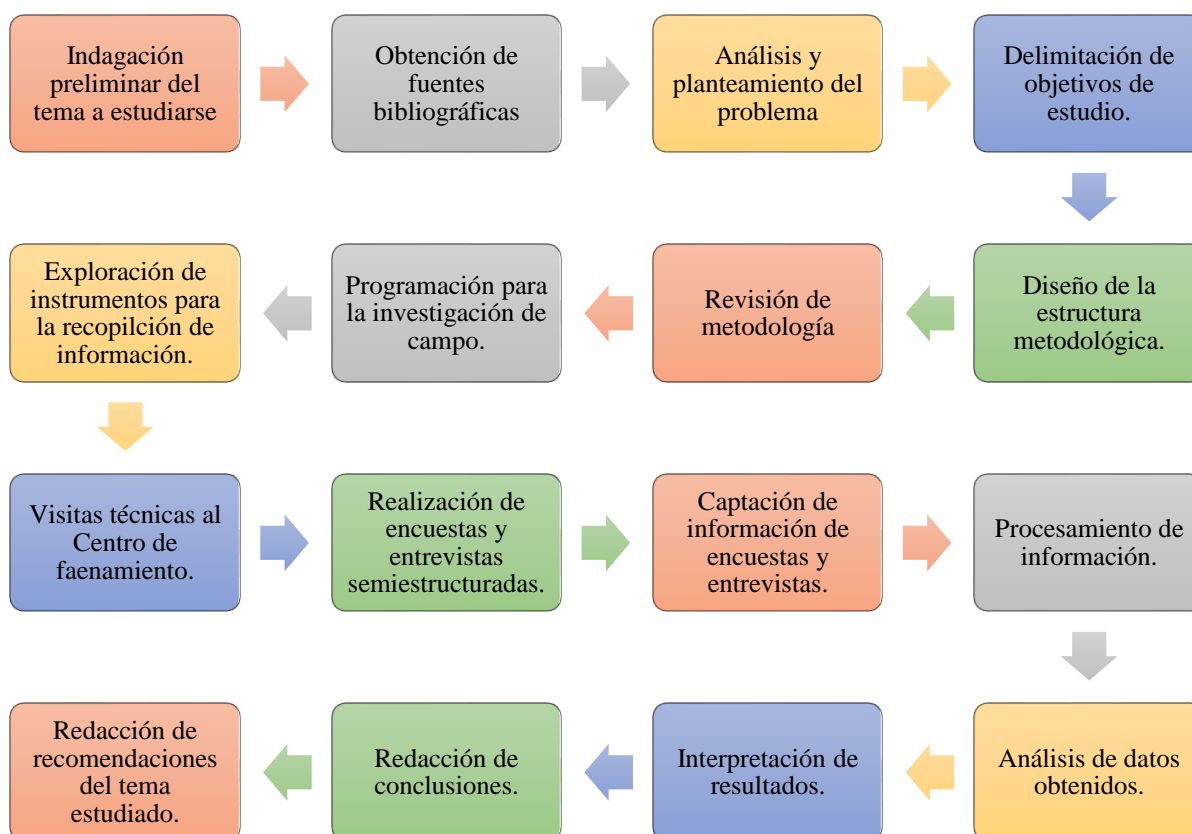 Indagación
preliminar del
tema a estudiarse
Obtención de
fuentes
bibliográficas
Análisis y
planteamiento del
problema
Delimitación de
objetivos de
estudio.
Diseño de la
estructura
metodológica.
Revisión de
metodología
Programación para
la investigación de
campo.
Exploración de
instrumentos para
la recopilción de
información.
Visitas técnicas al
Centro de
faenamiento.
Realización de
encuestas y
entrevistas
semiestructuradas.
Captación de
información de
encuestas y
entrevistas.
Procesamiento de
información.
Análisis de datos
obtenidos.
Interpretación de
resultados.
Redacción de
conclusiones.
Redacción de
recomendaciones
del tema
estudiado.